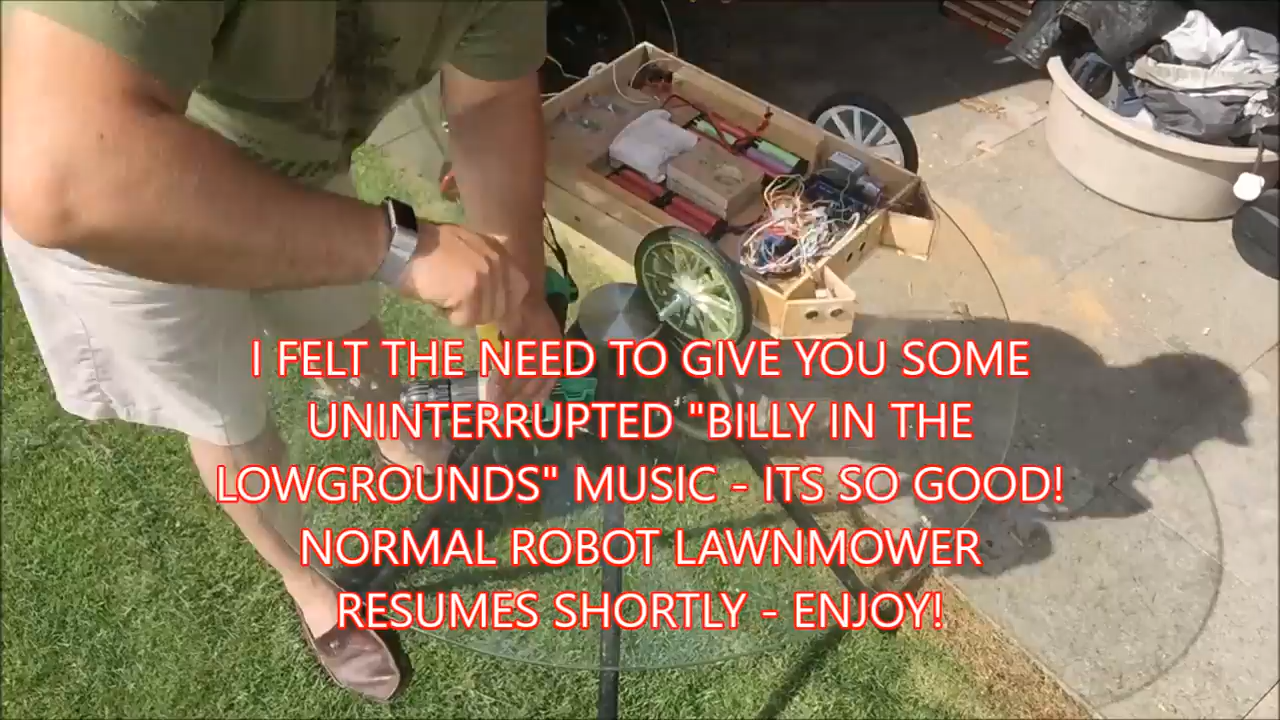 I FELT THE NEED TO GIVE YOU SOME
UNINTERRUPTED "BILLY IN THE
LOWGROUNDS" MUSIC - ITS SO GOOD!
NORMAL ROBOT LAWNMOWER
RESUMES SHORTLY - ENJOY!